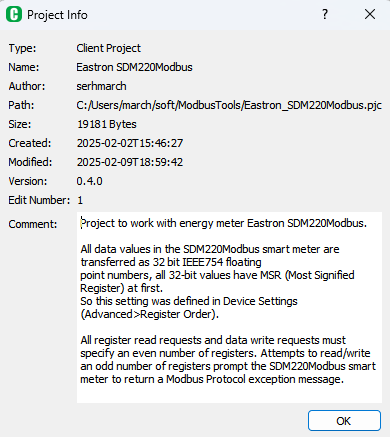 C Project Info ? ×
Type: Client Project
Name: Eastron SDM220Modbus
Author: serhmarch
Path: C:/Users/march/soft/ModbusTools/Eastron_SDM220Modbus.pjc
Size: 19181 Bytes
Created: 2025-02-02T15:46:27
Modified: 2025-02-09T18:59:42
Version: 0.4.0
Edit Number: 1
Comment: Project to work with energy meter Eastron SDM220Modbus.
All data values in the SDM220Modbus smart meter are
transferred as 32 bit IEEE754 floating
point numbers, all 32-bit values have MSR (Most Signified
Register) at first.
So this setting was defined in Device Settings
(Advanced>Register Order).
All register read requests and data write requests must
specify an even number of registers. Attempts to read/write
an odd number of registers prompt the SDM220Modbus smart
meter to return a Modbus Protocol exception message.
OK